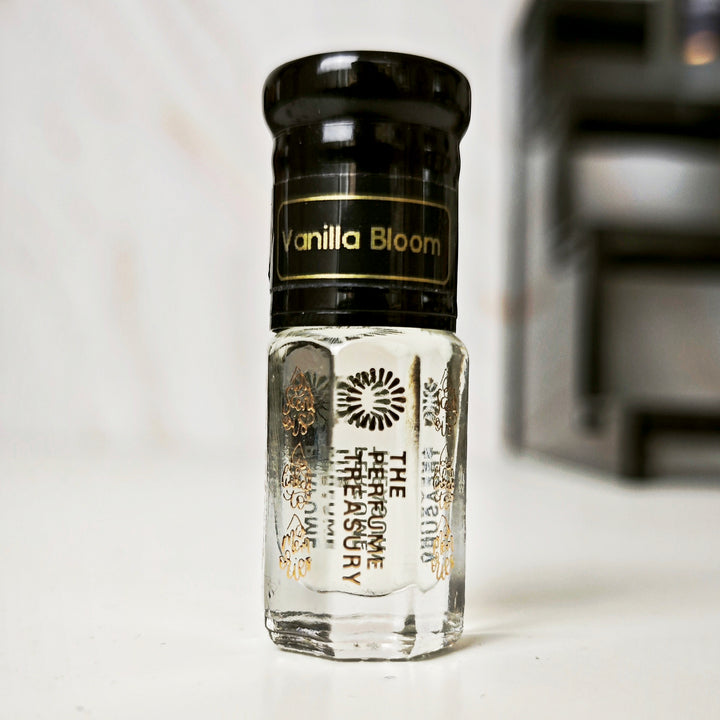 Vanilla Bloom
THE
PERFUME
TREASURY